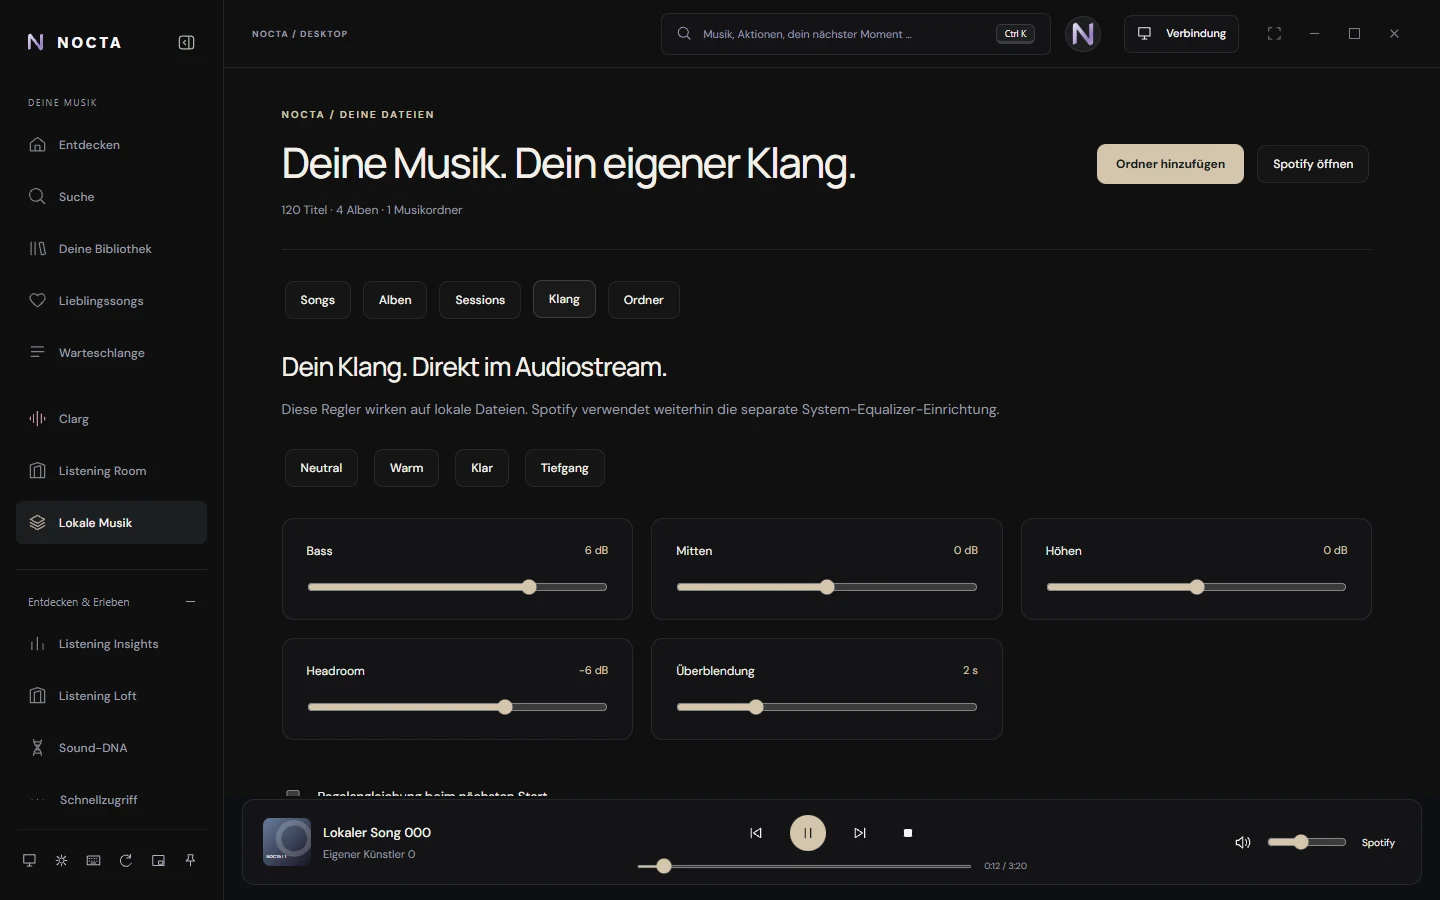 NOCTA
NOCTA / DESKTOP
Musik, Aktionen, dein nächster Moment ...
Ctrl K
Verbindung
DEINE MUSIK
Entdecken
Suche
Deine Bibliothek
Lieblingssongs
Warteschlange
Clarg
Listening Room
Lokale Musik
Entdecken & Erleben
Listening Insights
Listening Loft
Sound-DNA
Schnellzugriff
NOCTA / DEINE DATEIEN
Deine Musik. Dein eigener Klang.
Ordner hinzufügen
Spotify öffnen
120 Titel · 4 Alben · 1 Musikordner
Songs
Alben
Sessions
Klang
Ordner
Dein Klang. Direkt im Audiostream.
Diese Regler wirken auf lokale Dateien. Spotify verwendet weiterhin die separate System-Equalizer-Einrichtung.
Neutral
Warm
Klar
Tiefgang
Bass
6 dB
Mitten
0 dB
Höhen
0 dB
Headroom
-6 dB
Überblendung
2 s
Lokaler Song 000
Eigener Künstler 0
0:12 / 3:20
Spotify